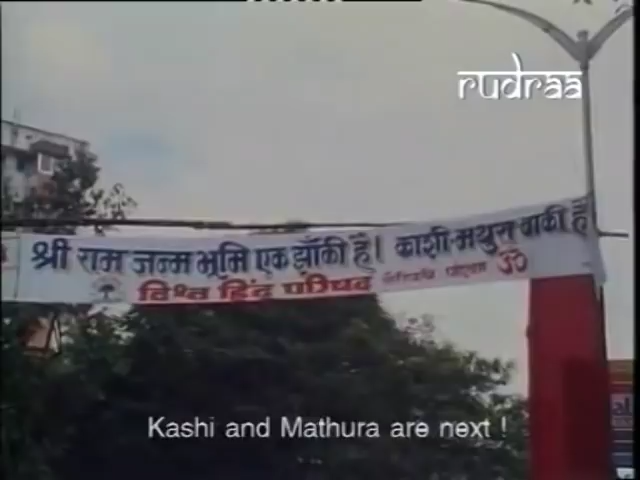 rudraa
श्री राम जन्म भूमि एक झाँकी है। काशी-मथुरा बाकी है
विश्व हिंदू परिषद ॐ
Kashi and Mathura are next !